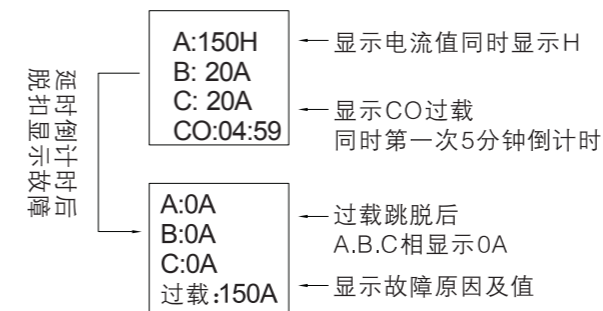 A:150H
B: 20A
C: 20A
CO:04:59
显示电流值同时显示H
显示CO过载
同时第一次5分钟倒计时
延时倒计时后
脱扣显示故障
A:0A
B:0A
C:0A
过载:150A
过载跳脱后
A.B.C相显示0A
显示故障原因及值